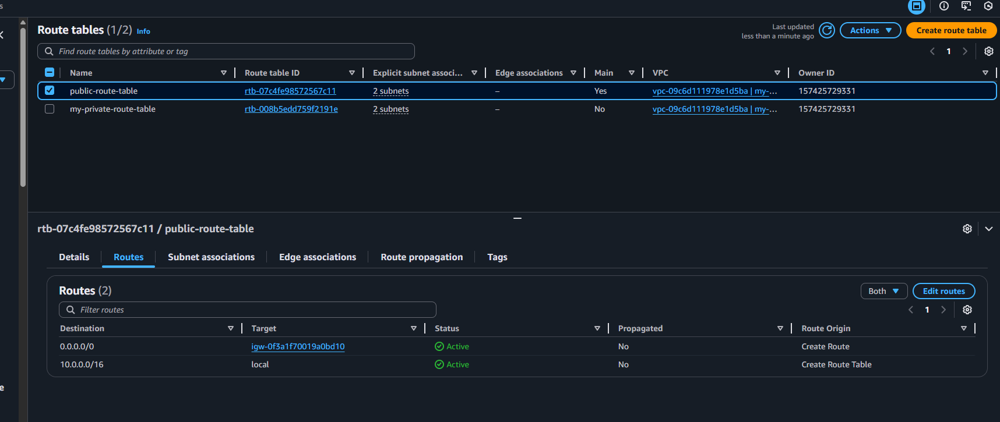 s
Route tables (1/2) Info
Last updated
less than a minute ago
Actions
Create route table
Find route tables by attribute or tag
1
Name Route table ID Explicit subnet associ... Edge associations Main VPC Owner ID
public-route-table rtb-07c4fe98572567c11 2 subnets – Yes vpc-09c6d111978e1d5ba | my-... 157425729331
my-private-route-table rtb-008b5edd759f2191e 2 subnets – No vpc-09c6d111978e1d5ba | my-... 157425729331
rtb-07c4fe98572567c11 / public-route-table
Details Routes Subnet associations Edge associations Route propagation Tags
Routes (2)
Both
Edit routes
Filter routes
1
Destination Target Status Propagated Route Origin
0.0.0.0/0 igw-0f3a1f70019a0bd10 Active No Create Route
10.0.0.0/16 local Active No Create Route Table
e